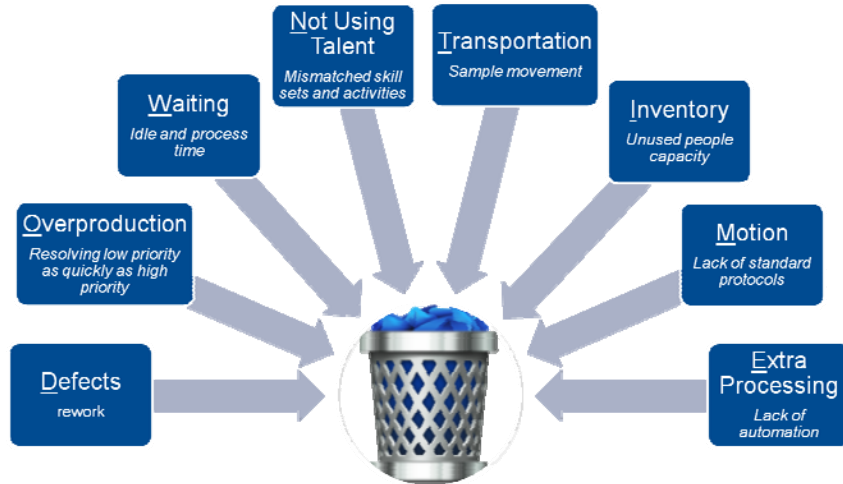 Defects
rework
Overproduction
Resolving low priority
as quickly as high
priority
Waiting
Idle and process
time
Not Using
Talent
Mismatched skill
sets and activities
Transportation
Sample movement
Inventory
Unused people
capacity
Motion
Lack of standard
protocols
Extra
Processing
Lack of
automation